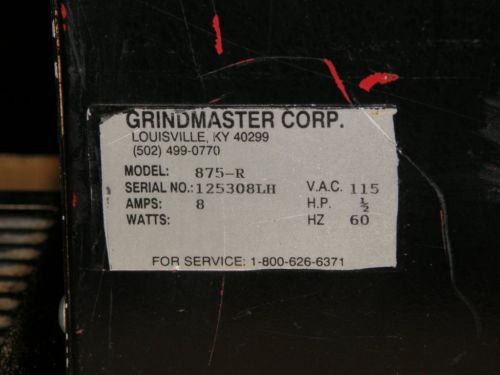 GRINDMASTER CORP.
LOUISVILLE, KY 40299
(502) 499-0770
MODEL: 875-R
SERIAL NO.: 125308LH V.A.C. 115
AMPS: 8 H.P. ½
WATTS: HZ 60
FOR SERVICE: 1-800-626-6371